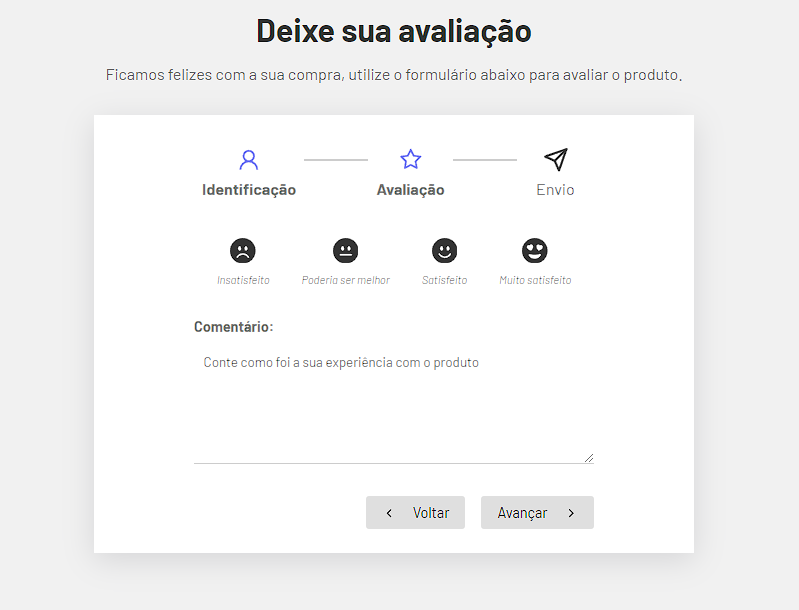 Deixe sua avaliação
Ficamos felizes com a sua compra, utilize o formulário abaixo para avaliar o produto.
Identificação Avaliação Envio
Insatisfeito Poderia ser melhor Satisfeito Muito satisfeito
Comentário:
Conte como foi a sua experiência com o produto
Voltar Avançar